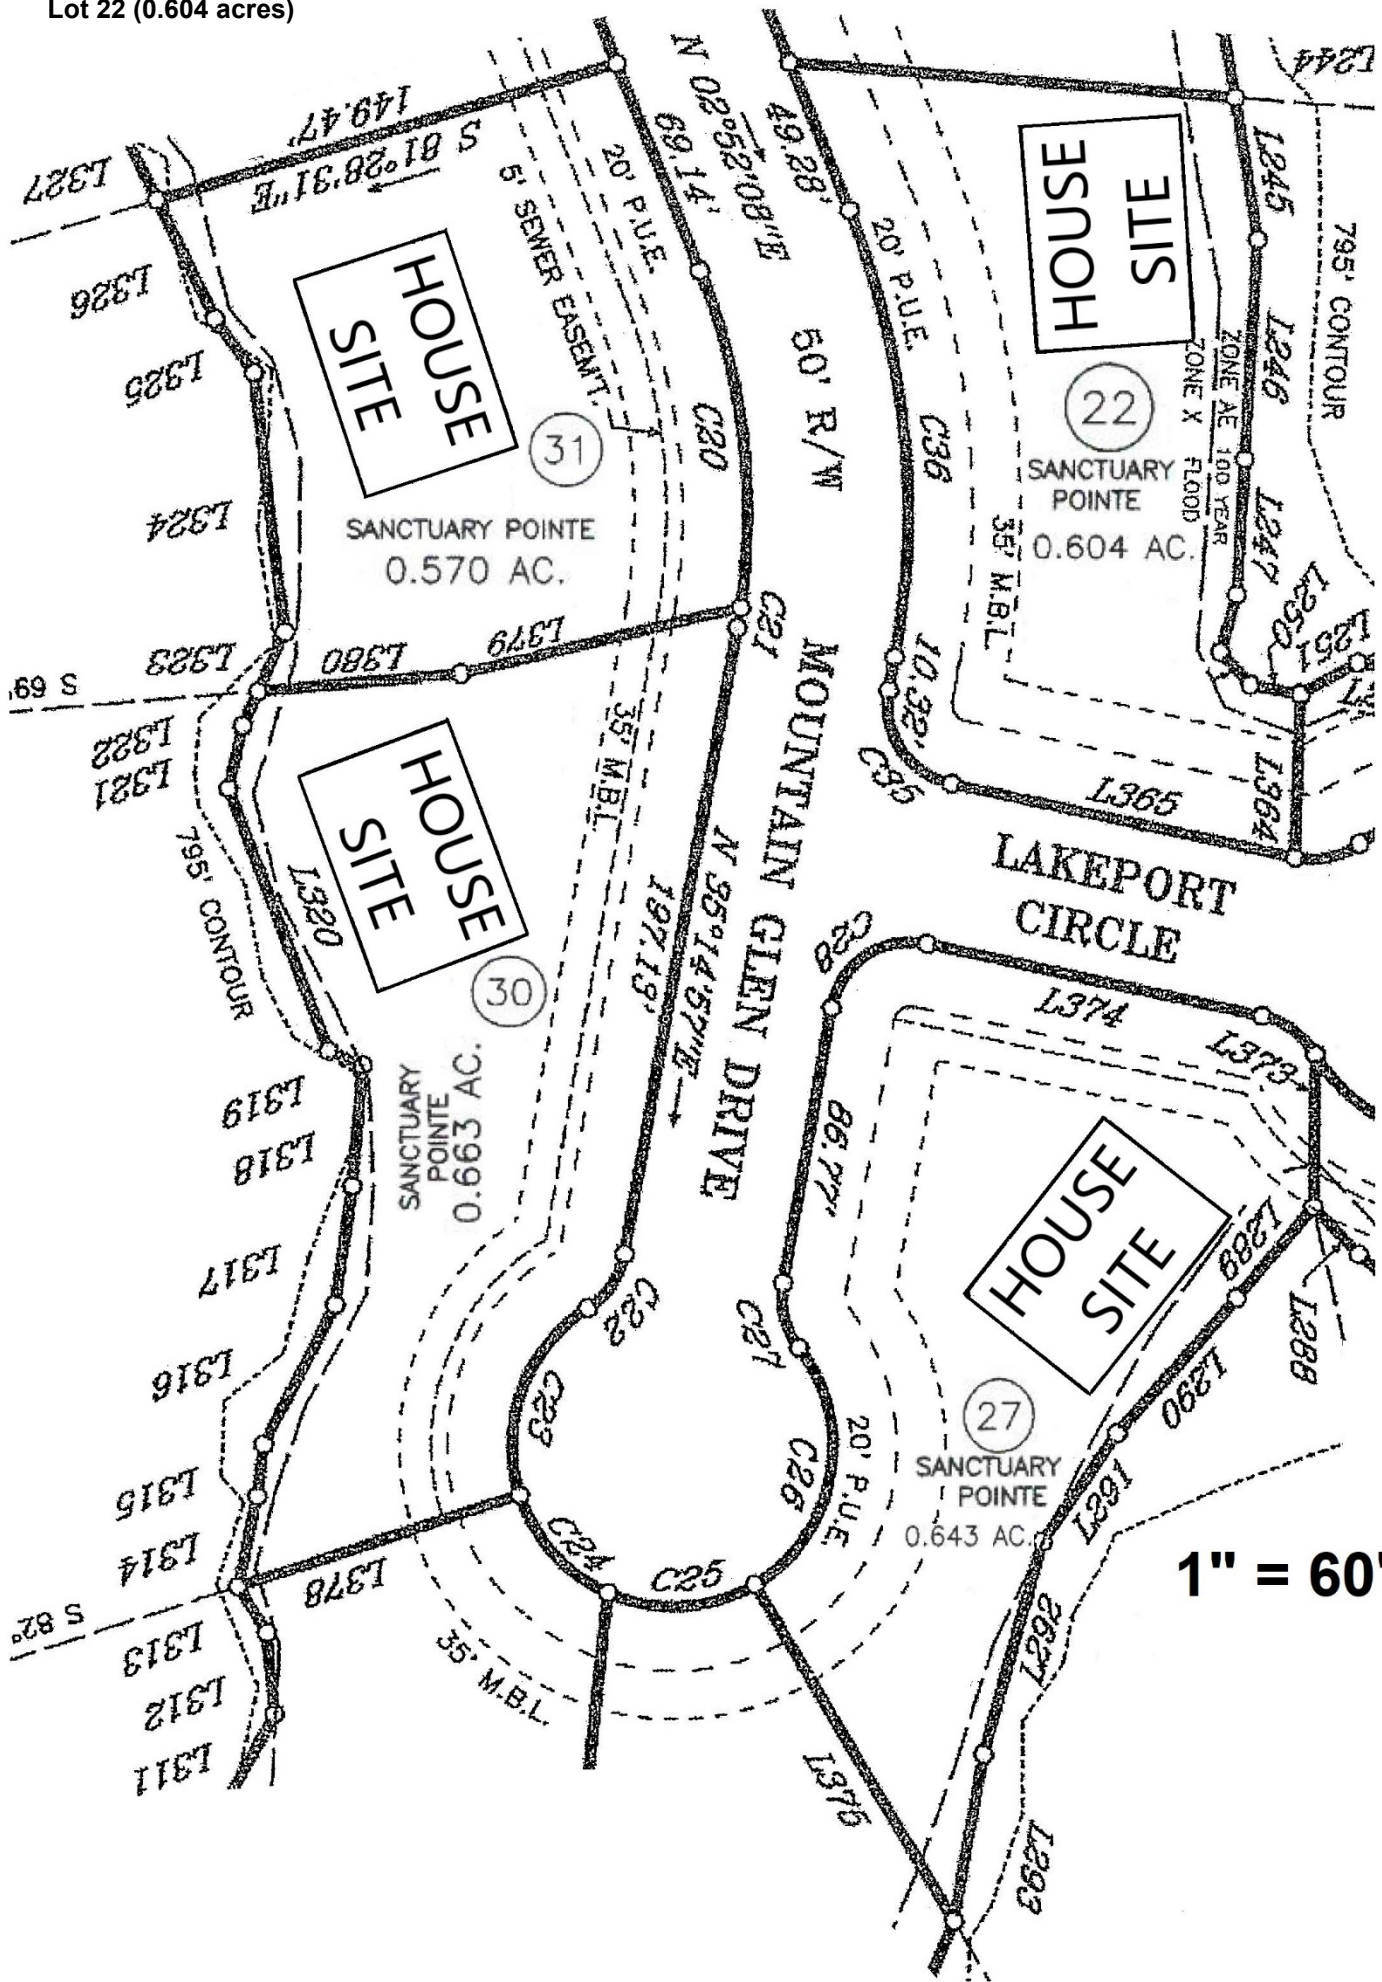 Lot 22 (0.604 acres)
L244
N 02°52'08"E
49.28'
69.14'
149.47'
S 81°28'31"E
L327
L326
L325
L324
L323
L322
L321
L380
L379
S 69°
20' P.U.E.
5' SEWER EASEM'T.
HOUSE
SITE
31
SANCTUARY POINTE
0.570 AC.
C20
C21
50' R/W
20' P.U.E.
C36
HOUSE
SITE
22
SANCTUARY
POINTE
0.604 AC.
ZONE X
FLOOD
ZONE AE
100 YEAR
L245
L246
L247
795' CONTOUR
L250
L251
35' M.B.L.
10.32'
C35
L365
L364
MOUNTAIN GLEN DRIVE
LAKEPORT
CIRCLE
35' M.B.L.
HOUSE
SITE
30
SANCTUARY
POINTE
0.663 AC.
795' CONTOUR
L320
N 35°14'57"E
197.13'
C28
L374
L373
86.77'
L319
L318
L317
L316
L315
L314
S 82°
L313
L312
L311
C22
C23
C24
C25
C26
C27
L378
35' M.B.L.
20' P.U.E.
HOUSE
SITE
27
SANCTUARY
POINTE
0.643 AC.
L289
L288
L290
L291
L292
L293
L375
1" = 60'